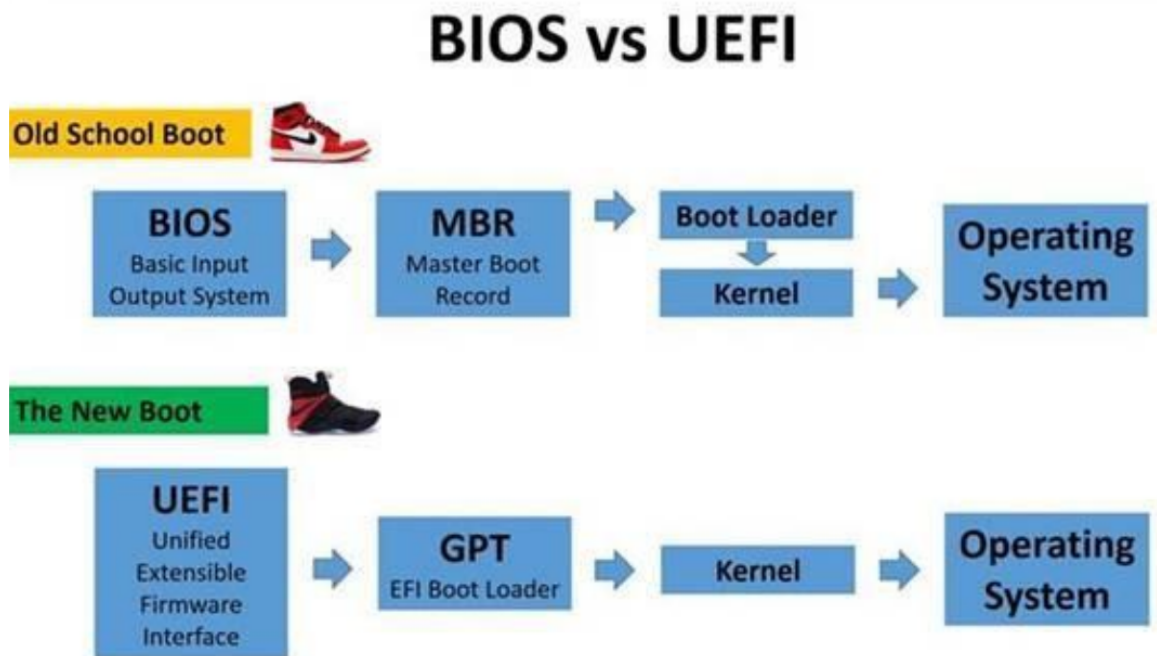 BIOS vs UEFI
Old School Boot
BIOS
Basic Input
Output System
MBR
Master Boot
Record
Boot Loader
Kernel
Operating
System
The New Boot
UEFI
Unified
Extensible
Firmware
Interface
GPT
EFI Boot Loader
Kernel
Operating
System